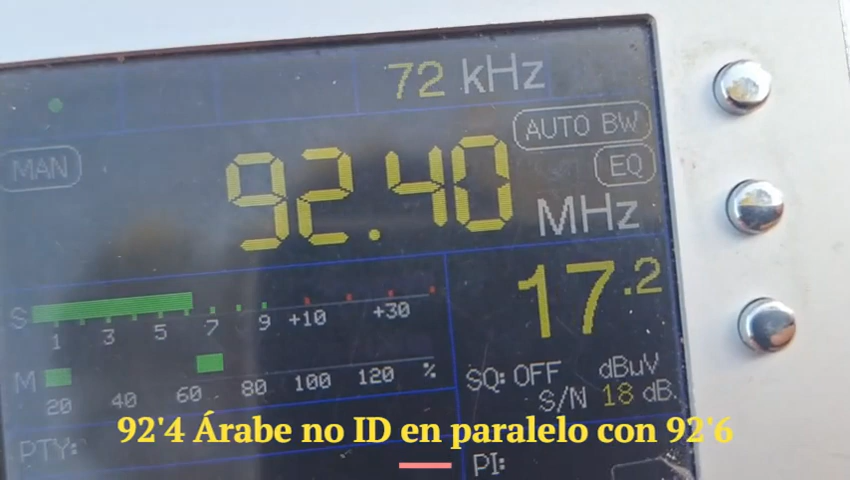 72 kHz
AUTO BW
MAN
EQ
92.40 MHz
17.2
S
1 3 5 7 9 +10 +30
dBuV
SQ: OFF
M
20 40 60 80 100 120 %
S/N 18 dB.
92'4 Árabe no ID en paralelo con 92'6
PTY:
PI: